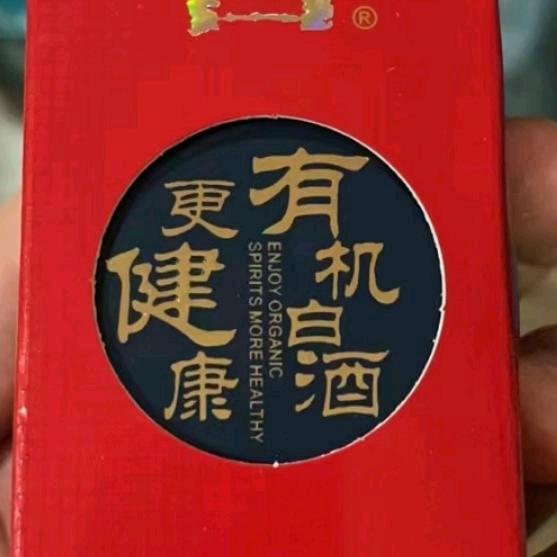 有机白酒
更健康
ENJOY ORGANIC
SPIRITS MORE HEALTHY
®